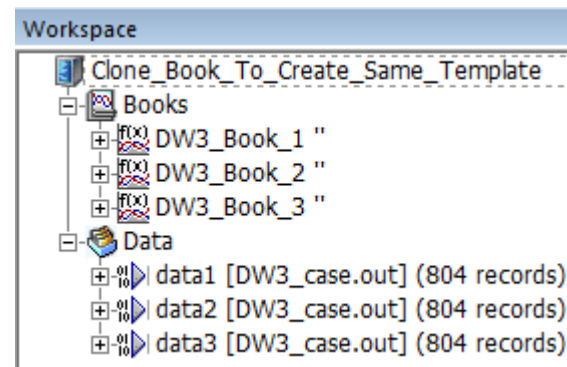 Workspace
Clone_Book_To_Create_Same_Template
Books
f(x) DW3_Book_1 "
f(x) DW3_Book_2 "
f(x) DW3_Book_3 "
Data
data1 [DW3_case.out] (804 records)
data2 [DW3_case.out] (804 records)
data3 [DW3_case.out] (804 records)